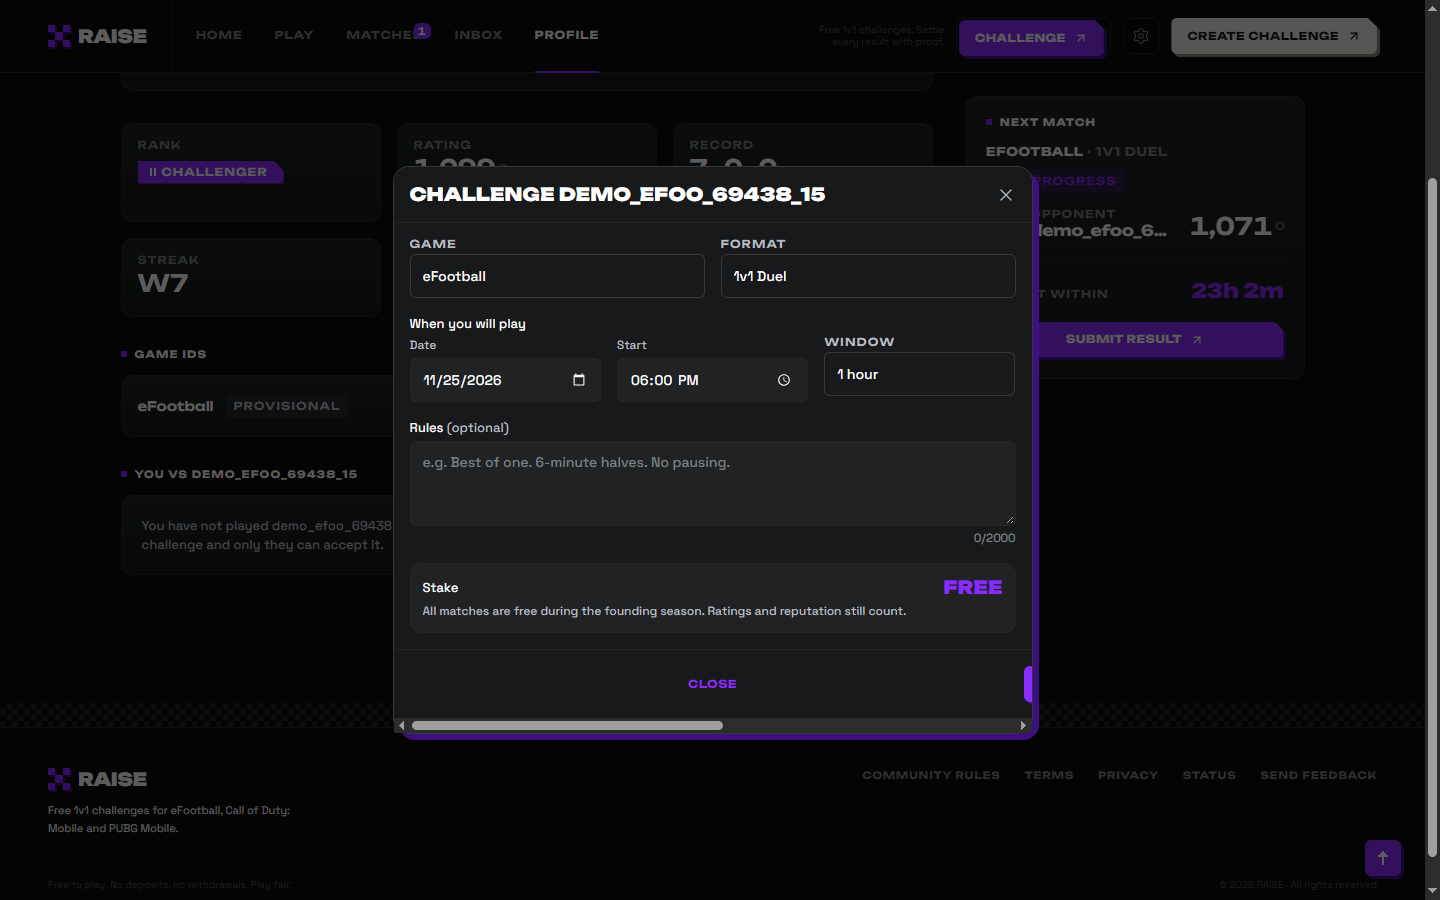 RAISE
HOME
PLAY
MATCHES
1
INBOX
PROFILE
Free 1v1 challenges. Settle
every result with proof.
CHALLENGE
CREATE CHALLENGE
RANK
CHALLENGER
RATING
1,099
RECORD
STREAK
W7
GAME IDS
eFootball
PROVISIONAL
YOU VS DEMO_EFOO_69438_15
You have not played demo_efoo_69438
challenge and only they can accept it.
NEXT MATCH
EFOOTBALL · 1V1 DUEL
PROGRESS
OPPONENT
demo_efoo_6...
1,071
WITHIN
23h 2m
SUBMIT RESULT
CHALLENGE DEMO_EFOO_69438_15
GAME
FORMAT
eFootball
1v1 Duel
When you will play
Date
Start
WINDOW
11/25/2026
06:00 PM
1 hour
Rules (optional)
e.g. Best of one. 6-minute halves. No pausing.
0/2000
Stake
FREE
All matches are free during the founding season. Ratings and reputation still count.
CLOSE
RAISE
Free 1v1 challenges for eFootball, Call of Duty:
Mobile and PUBG Mobile.
COMMUNITY RULES
TERMS
PRIVACY
STATUS
SEND FEEDBACK
Free to play. No deposits, no withdrawals. Play fair.
© 2026 RAISE · All rights reserved